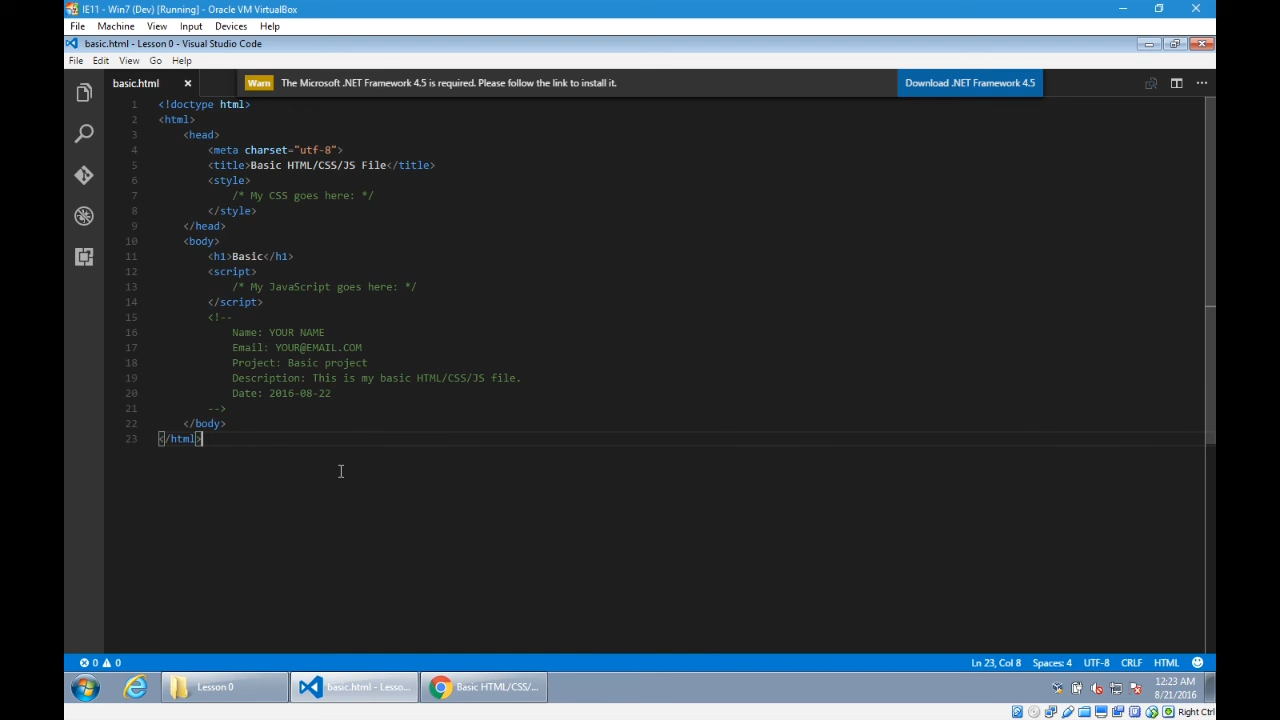 IE11 - Win7 (Dev) [Running] - Oracle VM VirtualBox
File Machine View Input Devices Help
basic.html - Lesson 0 - Visual Studio Code
File Edit View Go Help
basic.html
Warn The Microsoft .NET Framework 4.5 is required. Please follow the link to install it. Download .NET Framework 4.5
1 <!doctype html>
2 <html>
3 <head>
4 <meta charset="utf-8">
5 <title>Basic HTML/CSS/JS File</title>
6 <style>
7 /* My CSS goes here: */
8 </style>
9 </head>
10 <body>
11 <h1>Basic</h1>
12 <script>
13 /* My JavaScript goes here: */
14 </script>
15 <!--
16 Name: YOUR NAME
17 Email: YOUR@EMAIL.COM
18 Project: Basic project
19 Description: This is my basic HTML/CSS/JS file.
20 Date: 2016-08-22
21 -->
22 </body>
23 </html>
0 0 Ln 23, Col 8 Spaces: 4 UTF-8 CRLF HTML
Lesson 0 basic.html - Lesso... Basic HTML/CSS/... 12:23 AM
8/21/2016
Right Ctrl